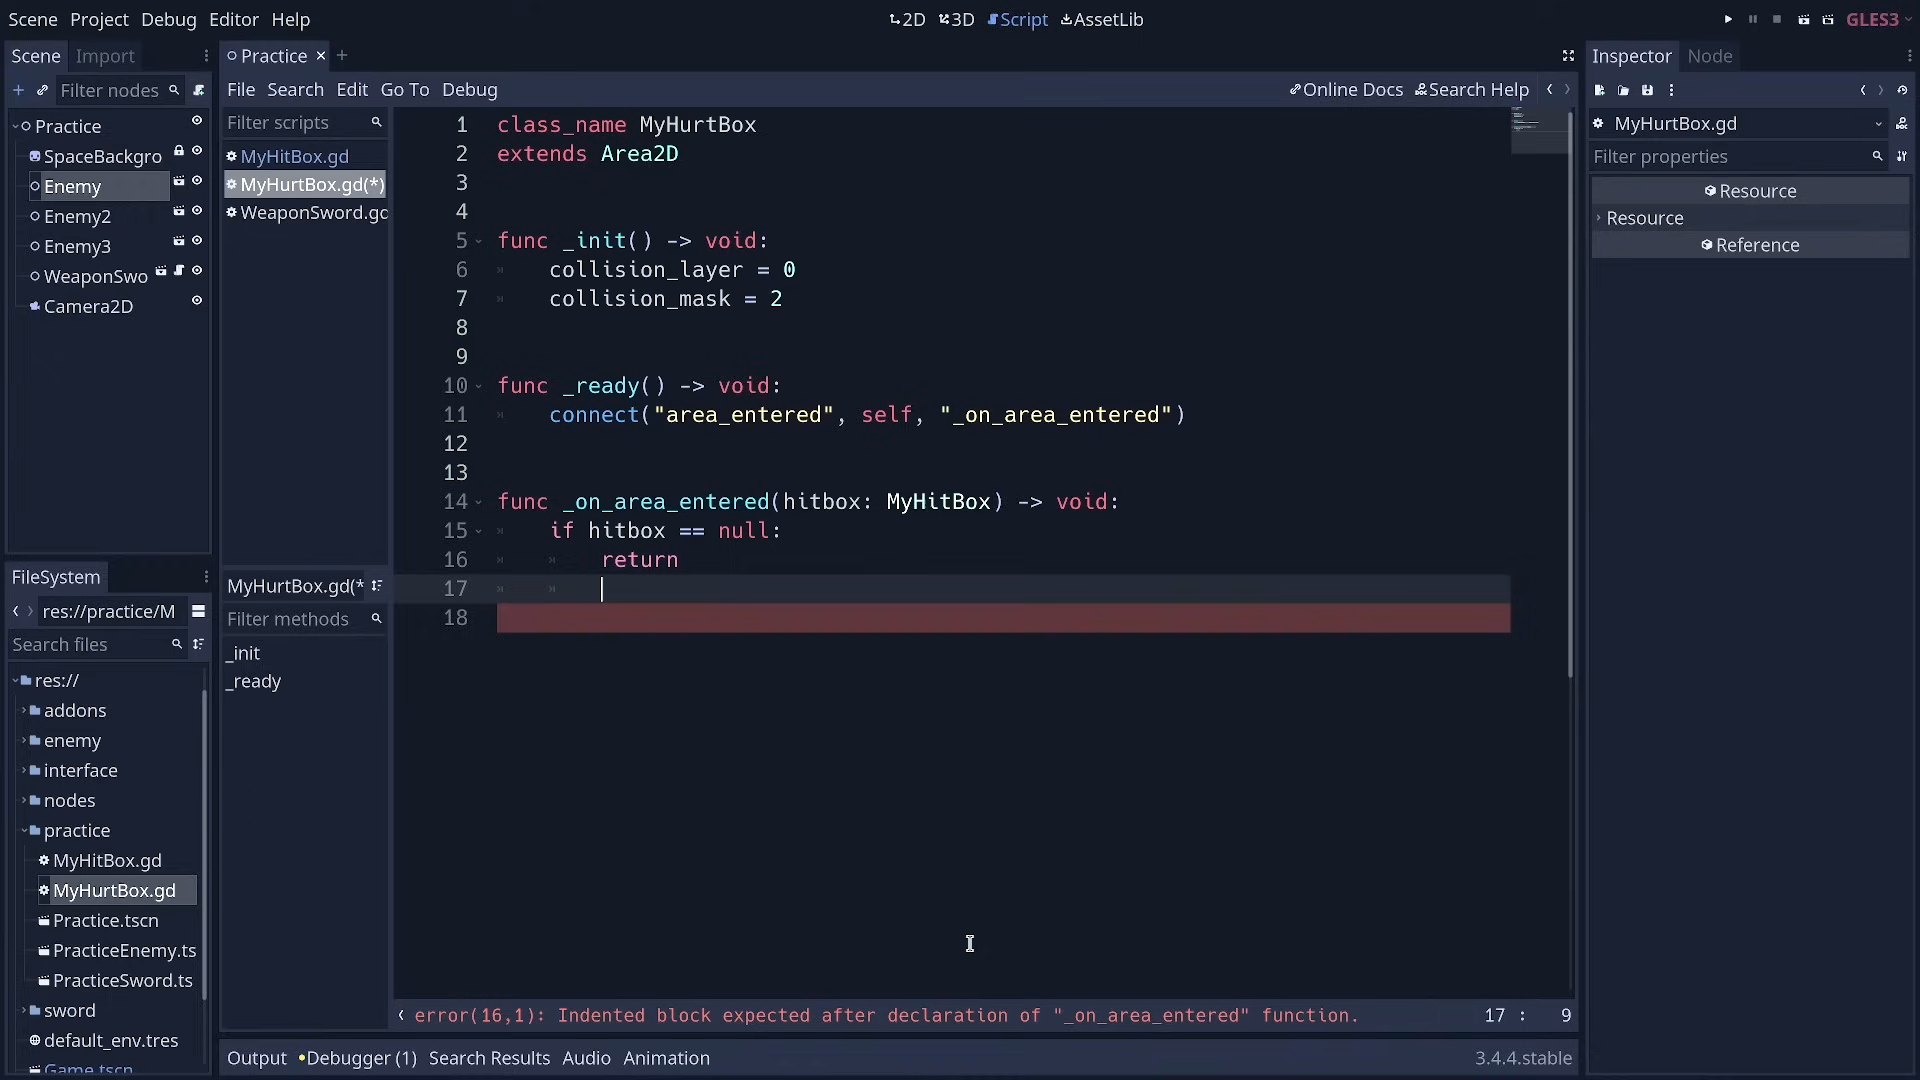 Scene Project Debug Editor Help
2D 3D Script AssetLib
GLES3
Scene Import
Filter nodes
Practice
SpaceBackgro
Enemy
Enemy2
Enemy3
WeaponSwo
Camera2D
FileSystem
res://practice/M
Search files
res://
addons
enemy
interface
nodes
practice
MyHitBox.gd
MyHurtBox.gd
Practice.tscn
PracticeEnemy.ts
PracticeSword.ts
sword
default_env.tres
Game.tscn
Practice
File Search Edit Go To Debug
Online Docs Search Help
Filter scripts
MyHitBox.gd
MyHurtBox.gd(*)
WeaponSword.gd
MyHurtBox.gd(*
Filter methods
_init
_ready
1 class_name MyHurtBox
2 extends Area2D
3
4
5 func _init() -> void:
6 collision_layer = 0
7 collision_mask = 2
8
9
10 func _ready() -> void:
11 connect("area_entered", self, "_on_area_entered")
12
13
14 func _on_area_entered(hitbox: MyHitBox) -> void:
15 if hitbox == null:
16 return
17
18
error(16,1): Indented block expected after declaration of "_on_area_entered" function.
17 : 9
Output Debugger (1) Search Results Audio Animation
3.4.4.stable
Inspector Node
MyHurtBox.gd
Filter properties
Resource
Resource
Reference